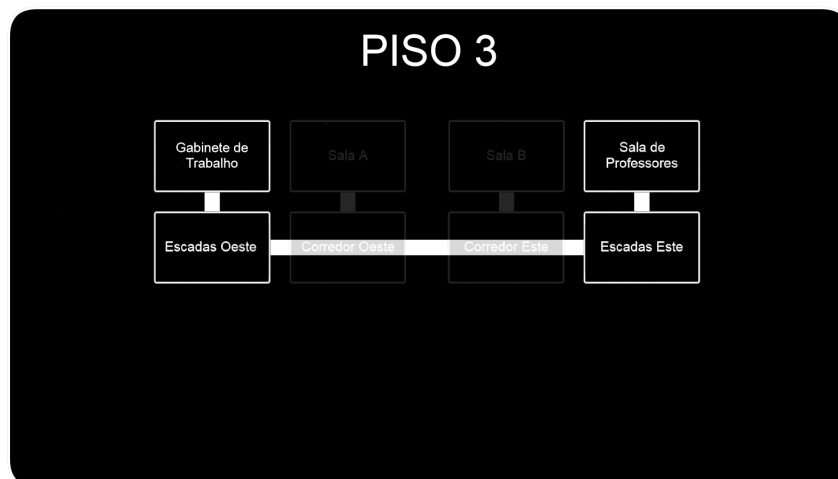 PISO 3
Gabinete de
Trabalho
Sala A
Sala B
Sala de
Professores
Escadas Oeste
Corredor Oeste
Corredor Este
Escadas Este